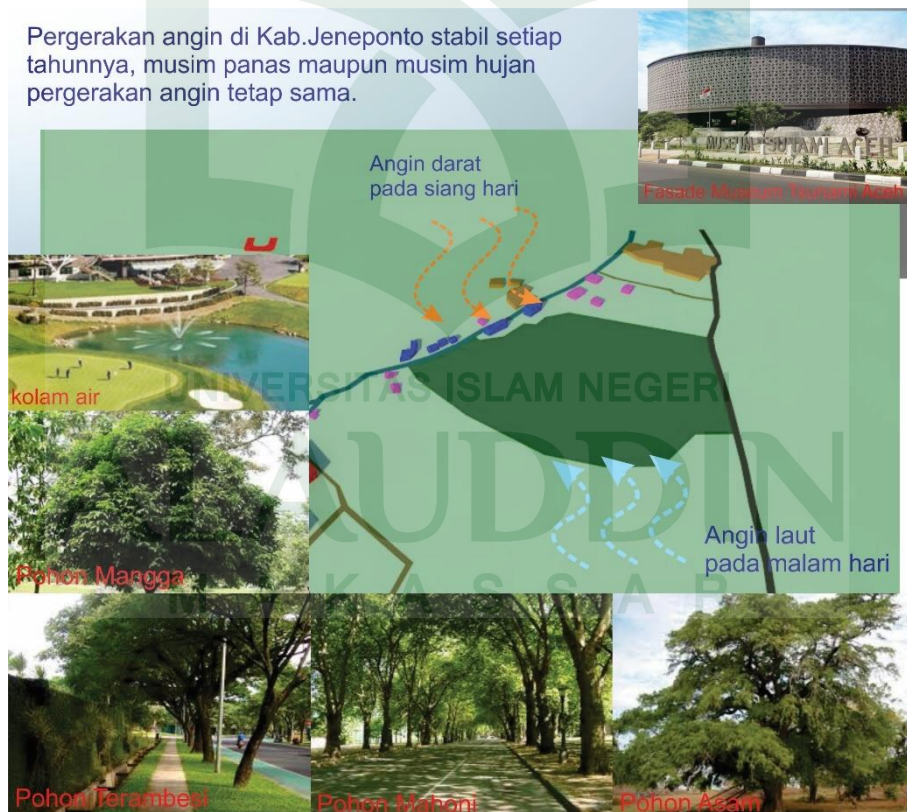 Pergerakan angin di Kab.Jeneponto stabil setiap
tahunnya, musim panas maupun musim hujan
pergerakan angin tetap sama.
MUSEUM TSUNAMI ACEH
Fasade Museum Tsunami Aceh
Angin darat
pada siang hari
kolam air
UNIVERSITAS ISLAM NEGERI
ALAUDDIN
MAKASSAR
Pohon Mangga
Angin laut
pada malam hari
Pohon Terambesi
Pohon Mahoni
Pohon Asam